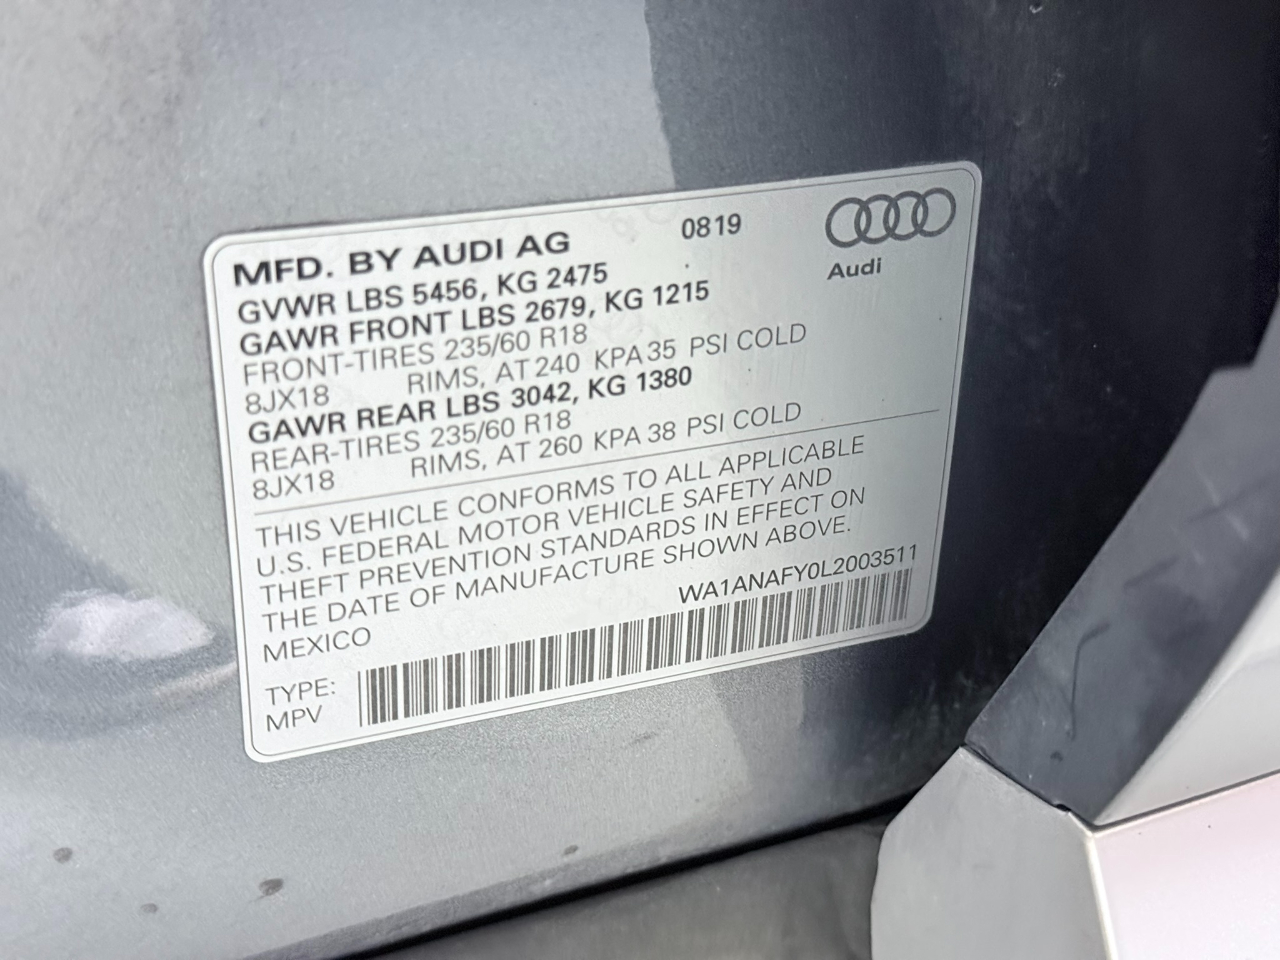 MFD. BY AUDI AG 0819
Audi
GVWR LBS 5456, KG 2475
GAWR FRONT LBS 2679, KG 1215
FRONT-TIRES 235/60 R18
8JX18 RIMS, AT 240 KPA 35 PSI COLD
GAWR REAR LBS 3042, KG 1380
REAR-TIRES 235/60 R18
8JX18 RIMS, AT 260 KPA 38 PSI COLD
THIS VEHICLE CONFORMS TO ALL APPLICABLE
U.S. FEDERAL MOTOR VEHICLE SAFETY AND
THEFT PREVENTION STANDARDS IN EFFECT ON
THE DATE OF MANUFACTURE SHOWN ABOVE.
MEXICO WA1ANAFY0L2003511
TYPE:
MPV